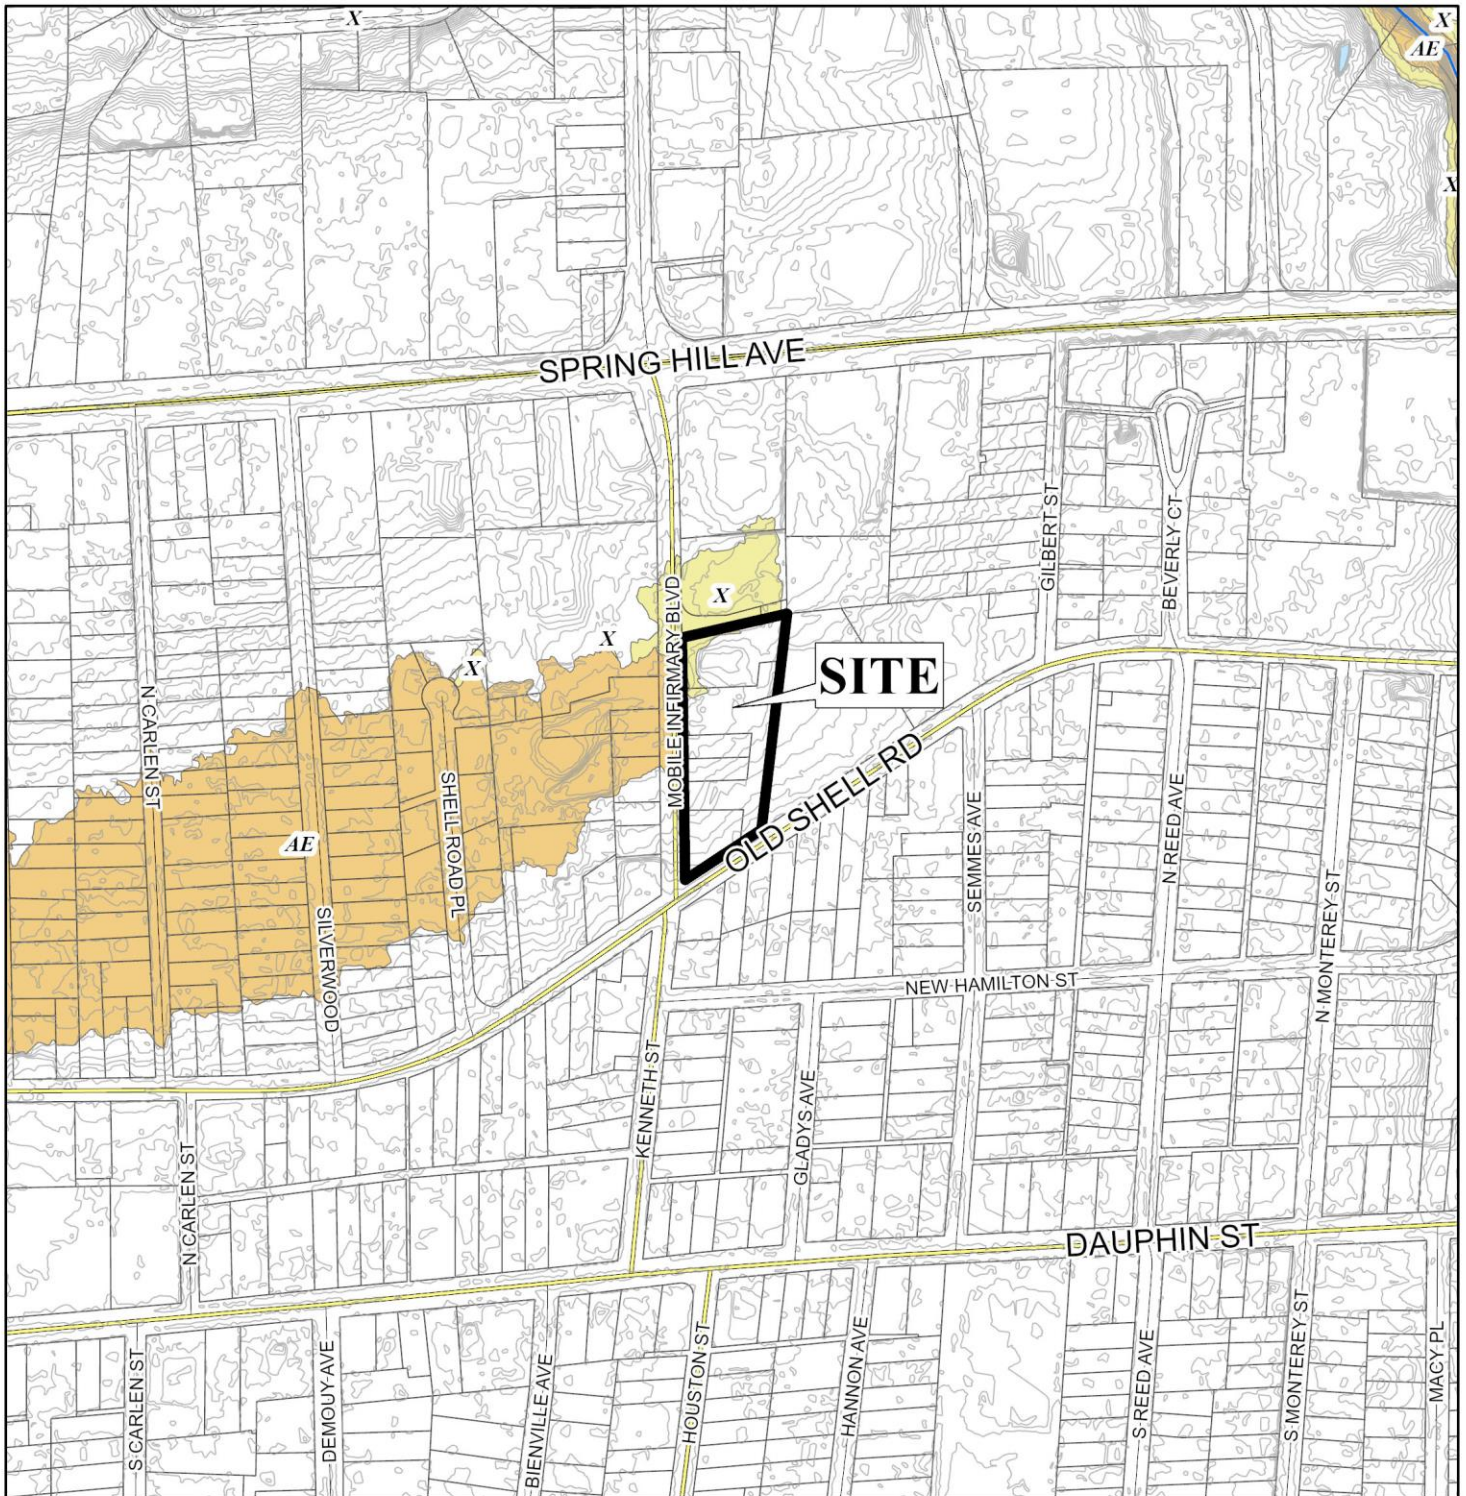 X
X
AE
X
SPRING HILL AVE
GILBERT ST
BEVERLY CT
X
X
X
MOBILE INFIRMARY BLVD
SITE
N CARLEN ST
SHELL ROAD PL
OLD SHELL RD
SEMMES AVE
N REED AVE
AE
SILVERWOOD
N MONTEREY ST
NEW HAMILTON ST
KENNETH ST
GLADYS AVE
N CARLEN ST
DAUPHIN ST
S CARLEN ST
DEMOUY AVE
BIENVILLE AVE
HOUSTON ST
HANNON AVE
S REED AVE
S MONTEREY ST
MACY PL